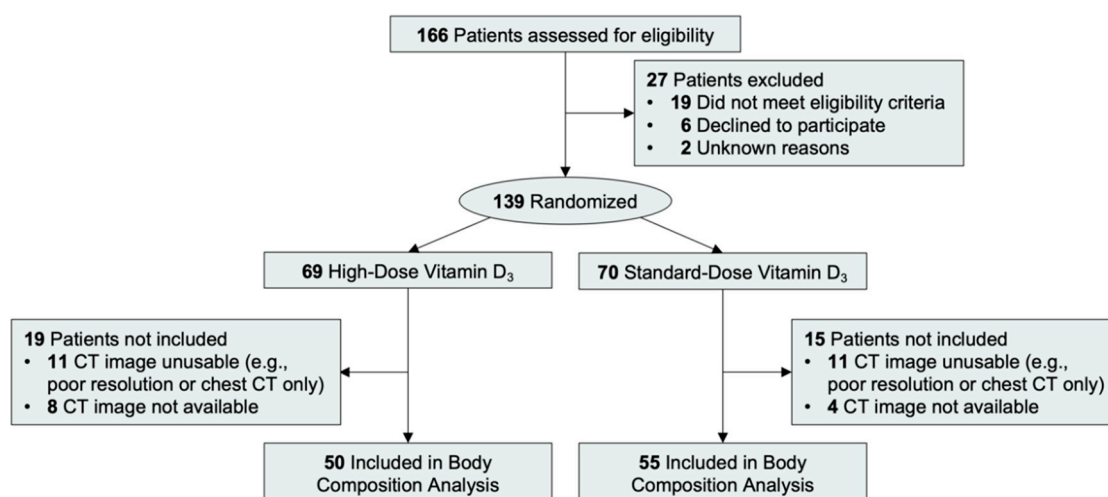 166 Patients assessed for eligibility
27 Patients excluded
• 19 Did not meet eligibility criteria
• 6 Declined to participate
• 2 Unknown reasons
139 Randomized
69 High-Dose Vitamin D₃
70 Standard-Dose Vitamin D₃
19 Patients not included
• 11 CT image unusable (e.g.,
poor resolution or chest CT only)
• 8 CT image not available
15 Patients not included
• 11 CT image unusable (e.g.,
poor resolution or chest CT only)
• 4 CT image not available
50 Included in Body
Composition Analysis
55 Included in Body
Composition Analysis